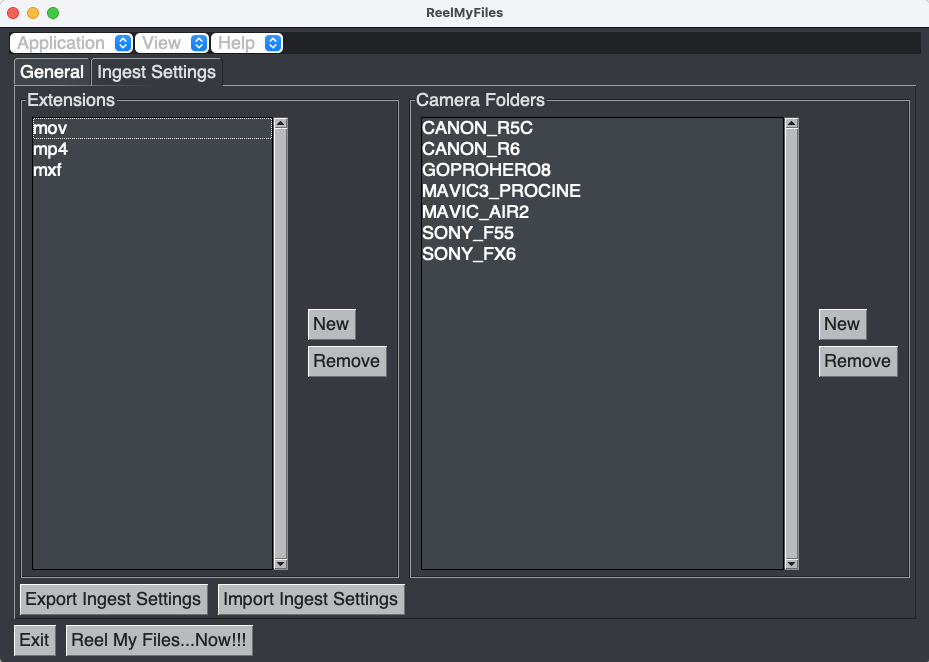 ReelMyFiles
Application View Help
General Ingest Settings
Extensions
mov
mp4
mxf
New
Remove
Camera Folders
CANON_R5C
CANON_R6
GOPROHERO8
MAVIC3_PROCINE
MAVIC_AIR2
SONY_F55
SONY_FX6
New
Remove
Export Ingest Settings Import Ingest Settings
Exit Reel My Files...Now!!!